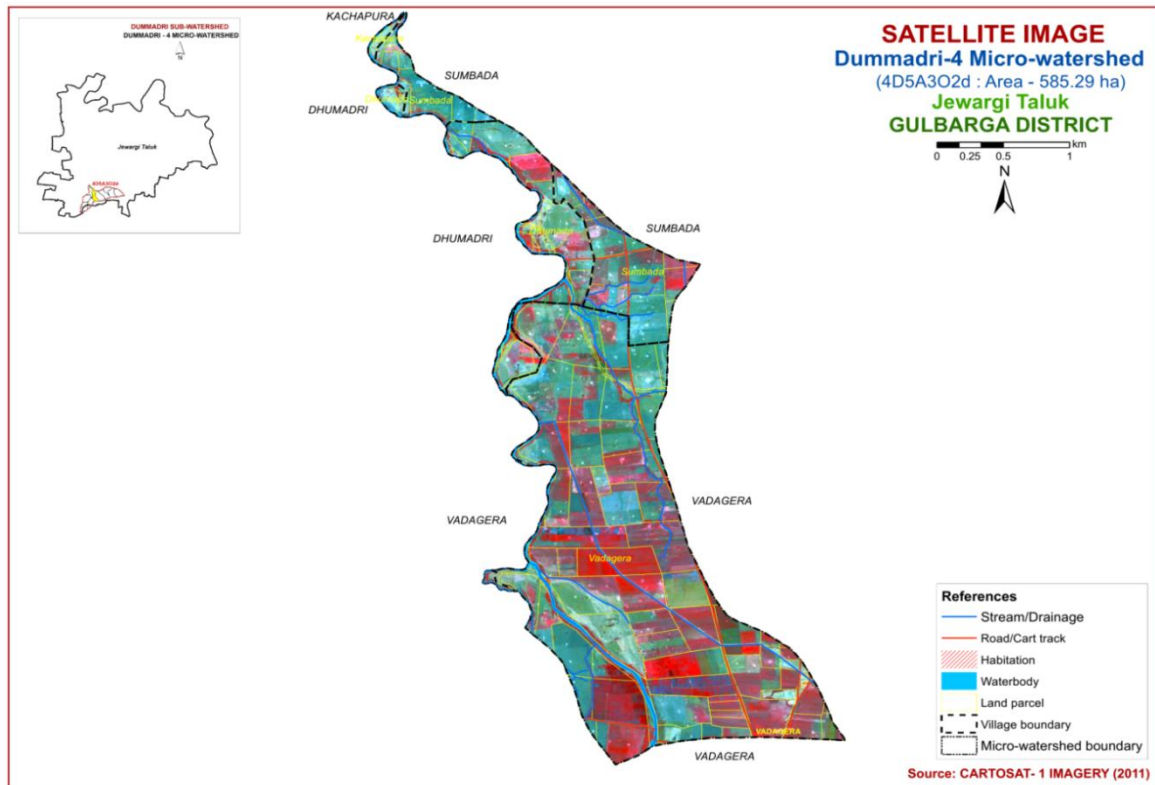 DUMMADRI SUB-WATERSHED
DUMMADRI - 4 MICRO-WATERSHED
N
Jewargi Taluk
4D5A3O2d
SATELLITE IMAGE
Dummadri-4 Micro-watershed
(4D5A3O2d : Area - 585.29 ha)
Jewargi Taluk
GULBARGA DISTRICT
km
0 0.25 0.5 1
N
KACHAPURA
SUMBADA
DHUMADRI
Sumbada
DHUMADRI
SUMBADA
Sumbada
VADAGERA
VADAGERA
Vadagera
VADAGERA
VADAGERA
References
Stream/Drainage
Road/Cart track
Habitation
Waterbody
Land parcel
Village boundary
Micro-watershed boundary
Source: CARTOSAT- 1 IMAGERY (2011)